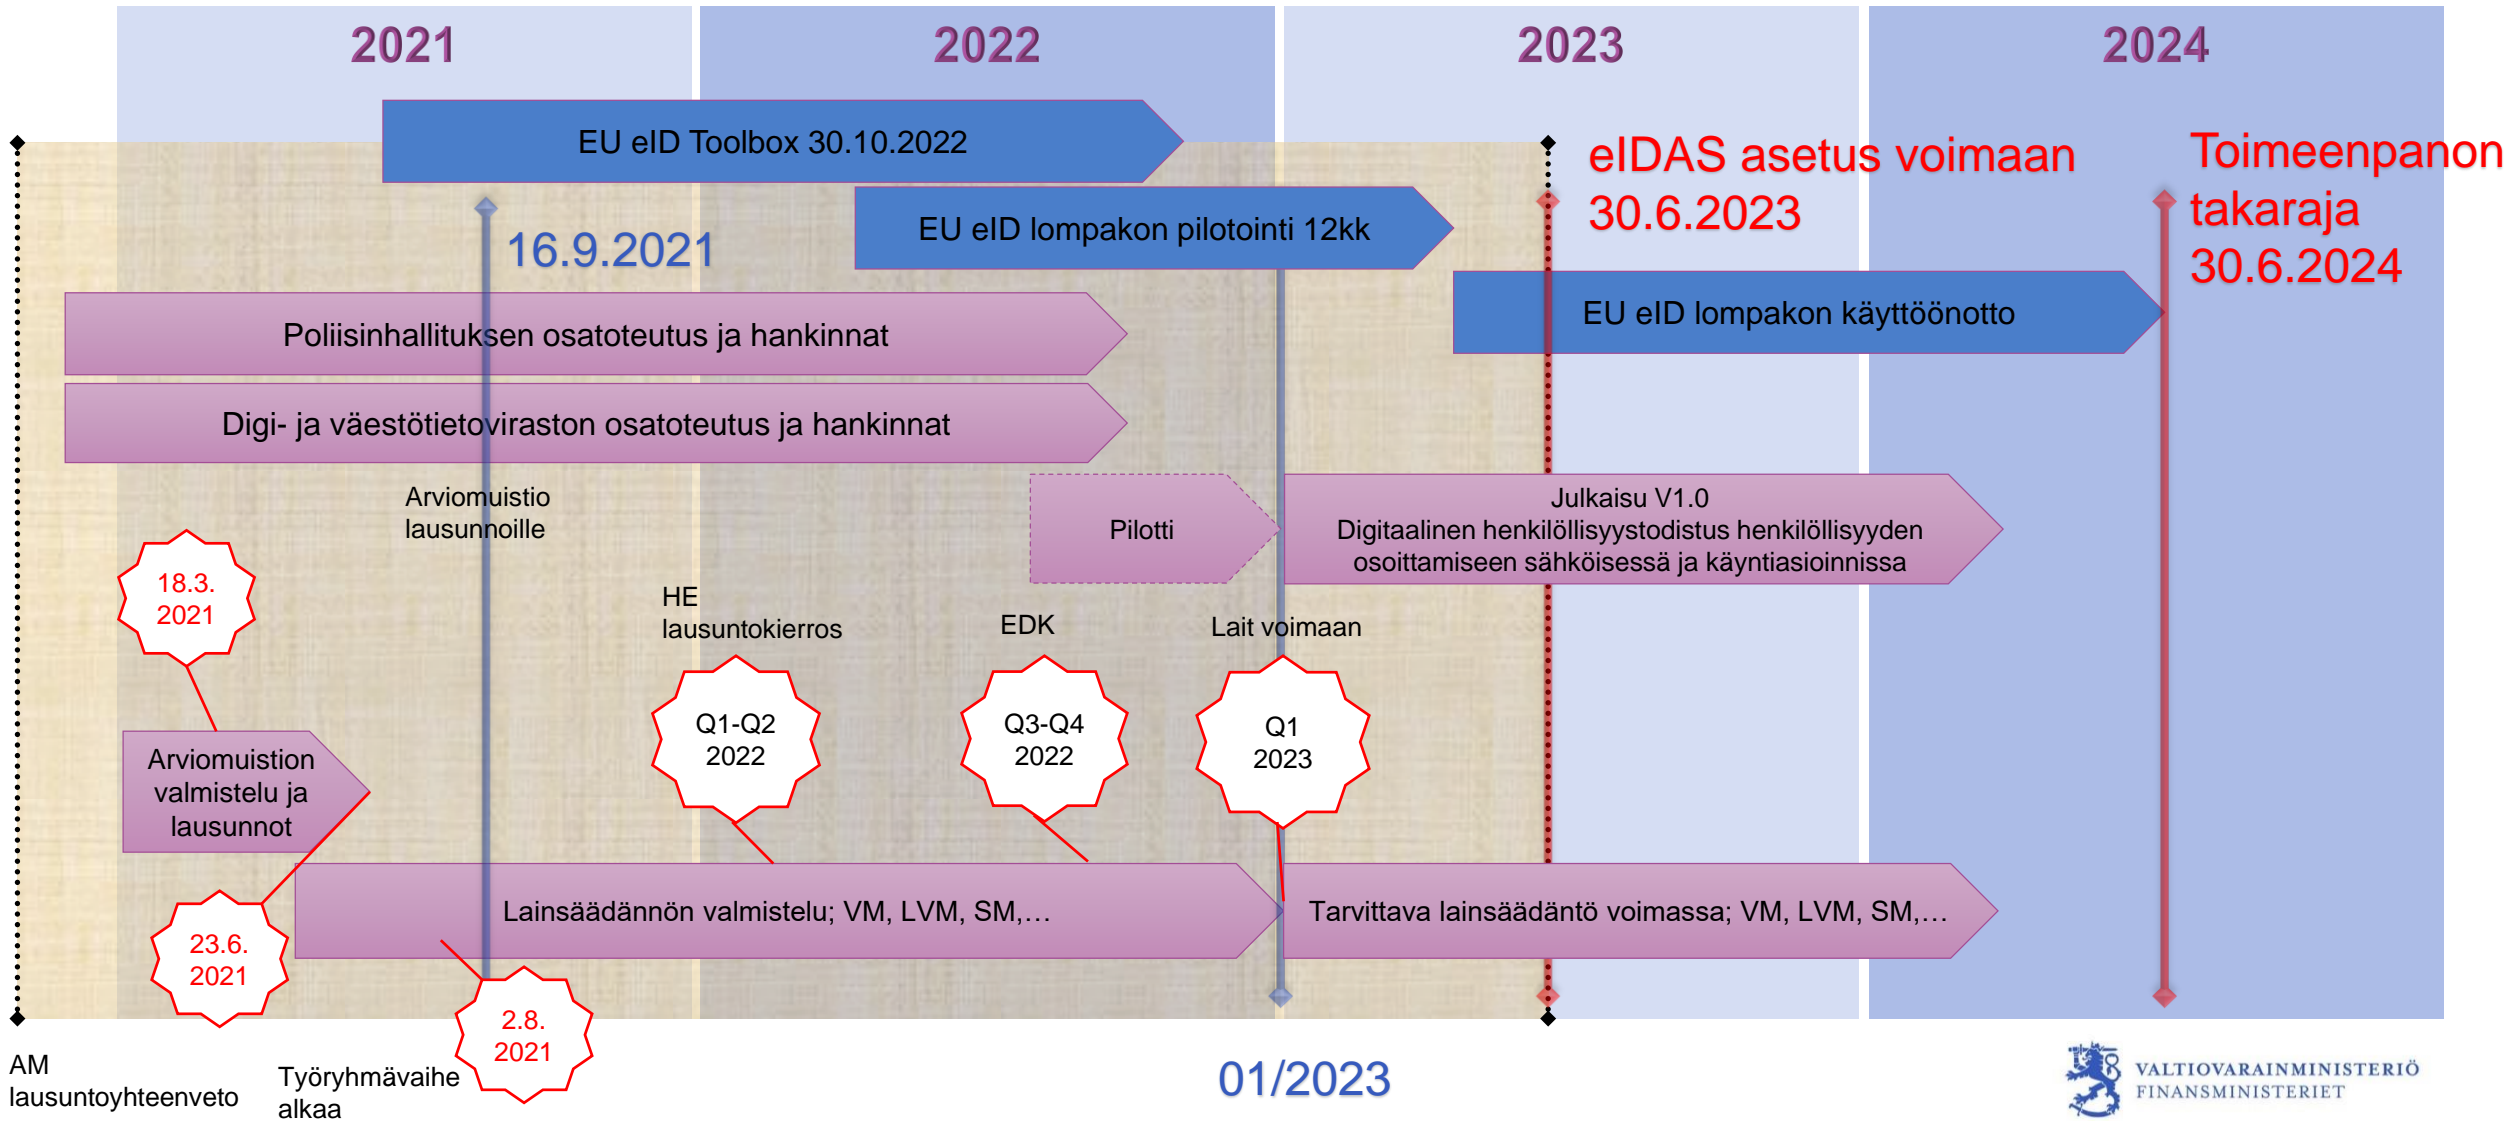 2021
2022
2023
2024
EU eID Toolbox 30.10.2022
eIDAS asetus voimaan
30.6.2023
Toimeenpanon
takaraja
30.6.2024
16.9.2021
EU eID lompakon pilotointi 12kk
EU eID lompakon käyttöönotto
Poliisinhallituksen osatoteutus ja hankinnat
Digi- ja väestötietoviraston osatoteutus ja hankinnat
Arviomuistio
lausunnoille
Pilotti
Julkaisu V1.0
Digitaalinen henkilöllisyystodistus henkilöllisyyden
osoittamiseen sähköisessä ja käyntiasioinnissa
18.3.
2021
HE
lausuntokierros
EDK
Lait voimaan
Q1-Q2
2022
Q3-Q4
2022
Q1
2023
Arviomuistion
valmistelu ja
lausunnot
Lainsäädännön valmistelu; VM, LVM, SM,…
Tarvittava lainsäädäntö voimassa; VM, LVM, SM,…
23.6.
2021
2.8.
2021
AM
lausuntoyhteenveto
Työryhmävaihe
alkaa
01/2023
VALTIOVARAINMINISTERIÖ
FINANSMINISTERIET